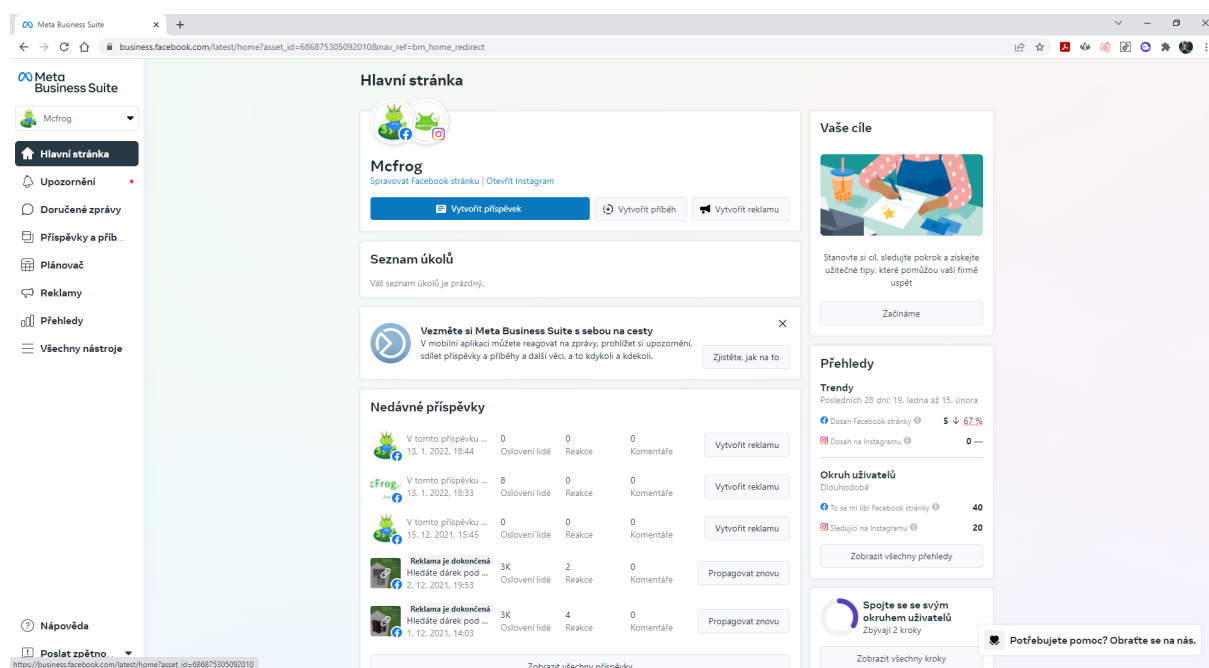 Meta Business Suite
business.facebook.com/latest/home?asset_id=686875305092010&nav_ref=bm_home_redirect
Meta
Business Suite
Mcfrog
Hlavní stránka
Upozornění
Doručené zprávy
Příspěvky a příb...
Plánovač
Reklamy
Přehledy
Všechny nástroje
Nápověda
Poslat zpětno...
https://business.facebook.com/latest/home?asset_id=686875305092010
Hlavní stránka
Mcfrog
Spravovat Facebook stránku | Otevřít Instagram
Vytvořit příspěvek
Vytvořit příběh
Vytvořit reklamu
Seznam úkolů
Váš seznam úkolů je prázdný.
Vezměte si Meta Business Suite s sebou na cesty
V mobilní aplikaci můžete reagovat na zprávy, prohlížet si upozornění,
sdílet příspěvky a příběhy a další věci, a to kdykoli a kdekoli.
Zjistěte, jak na to
Nedávné příspěvky
V tomto příspěvku ... 0 0 0
13. 1. 2022, 18:44 Oslovení lidé Reakce Komentáře
Vytvořit reklamu
cFrog.
V tomto příspěvku ... 8 0 0
13. 1. 2022, 18:33 Oslovení lidé Reakce Komentáře
Vytvořit reklamu
V tomto příspěvku ... 0 0 0
15. 12. 2021, 15:45 Oslovení lidé Reakce Komentáře
Vytvořit reklamu
Reklama je dokončená
Hledáte dárek pod ... 3K 2 0
2. 12. 2021, 19:53 Oslovení lidé Reakce Komentáře
Propagovat znovu
Reklama je dokončená
Hledáte dárek pod ... 3K 4 0
1. 12. 2021, 14:03 Oslovení lidé Reakce Komentáře
Propagovat znovu
Zobrazit všechny příspěvky
Vaše cíle
Stanovte si cíl, sledujte pokrok a získejte
užitečné tipy, které pomůžou vaší firmě
uspět
Začínáme
Přehledy
Trendy
Posledních 28 dní: 19. ledna až 15. února
Dosah Facebook stránky 5 ↓ 67 %
Dosah na Instagramu 0 —
Okruh uživatelů
Dlouhodobě
To se mi líbí Facebook stránky 40
Sledující na Instagramu 20
Zobrazit všechny přehledy
Spojte se se svým
okruhem uživatelů
Zbývají 2 kroky
Zobrazit všechny kroky
Potřebujete pomoc? Obraťte se na nás.